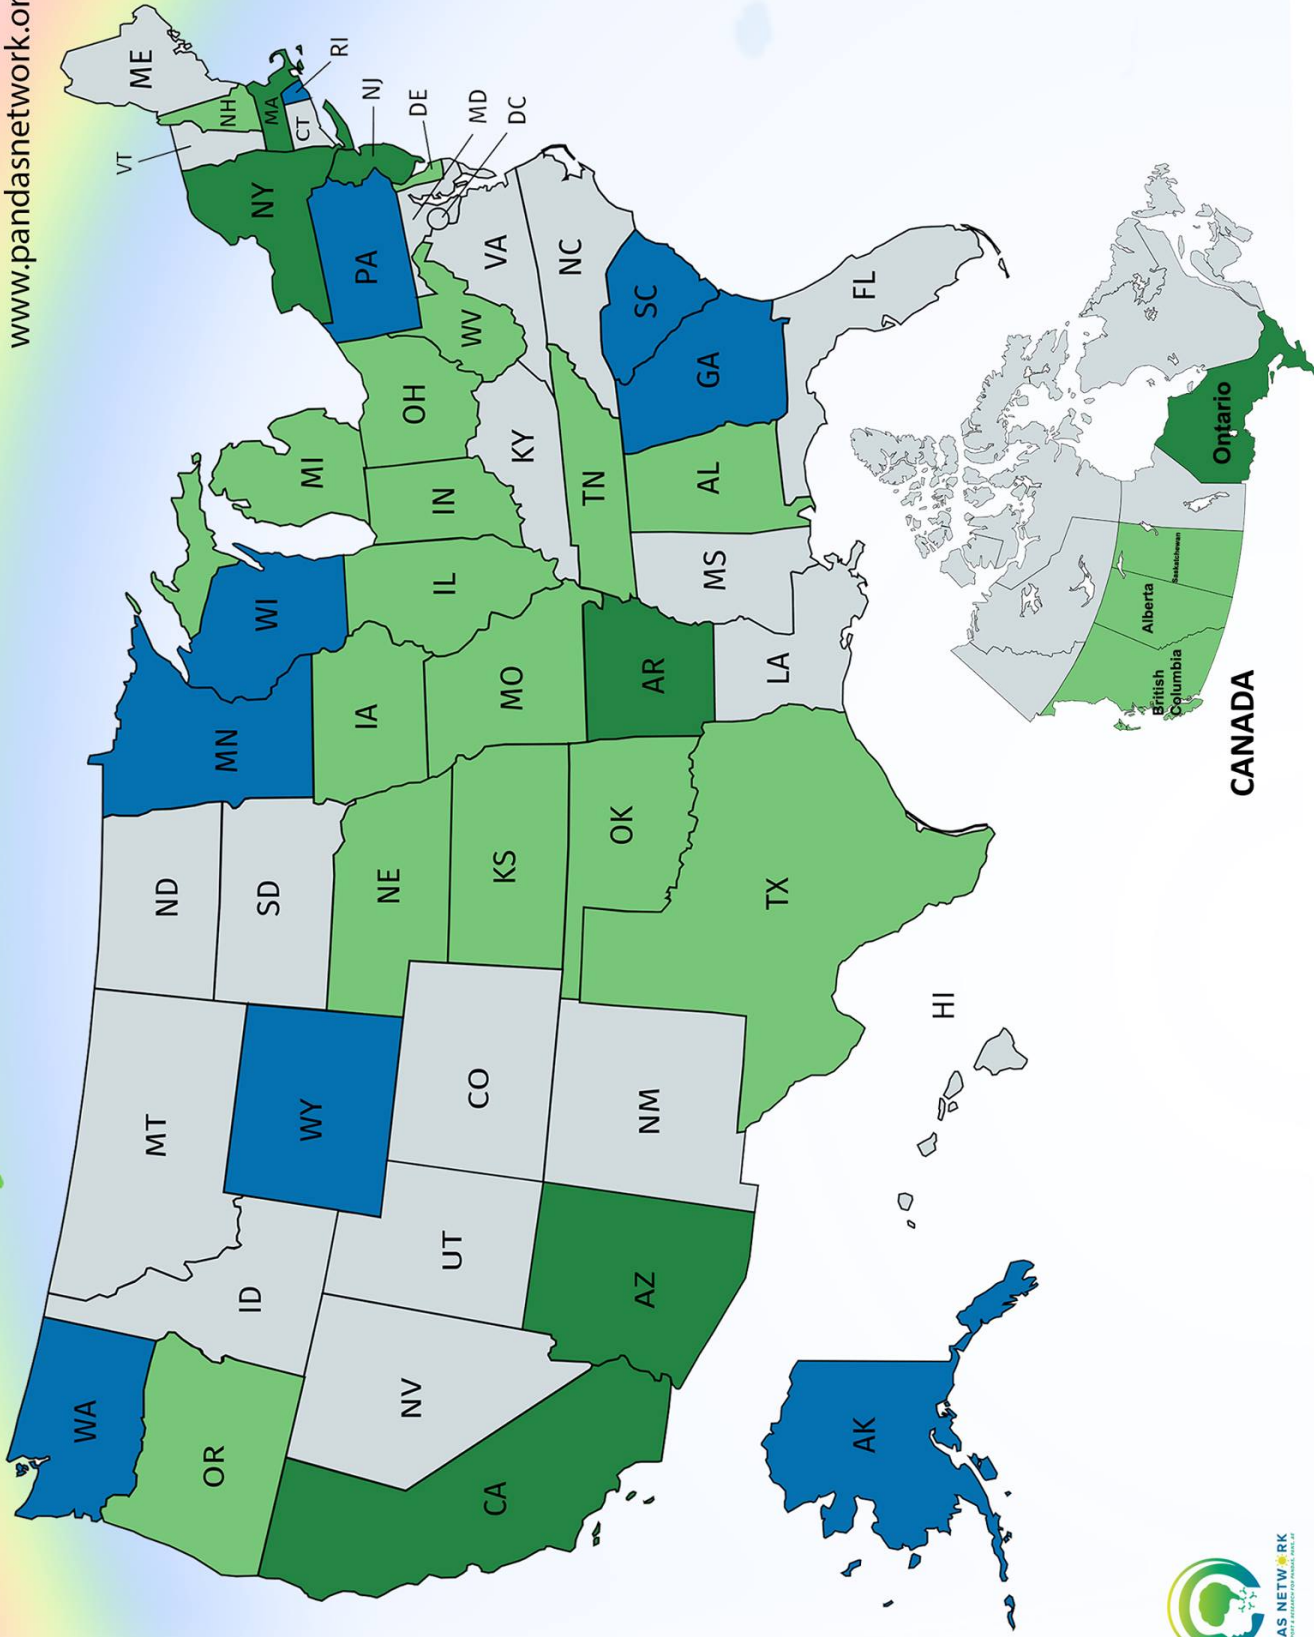 www.pandasnetwork.or
WA
MT
ND
MN
VT
ME
NH
OR
ID
WY
SD
WI
MI
NY
MA
RI
CT
NV
UT
CO
NE
IA
IL
IN
OH
PA
NJ
CA
KS
MO
KY
WV
VA
DE
MD
DC
AZ
NM
OK
AR
TN
NC
TX
LA
MS
AL
GA
SC
AK
HI
FL
British
Columbia
Alberta
Saskatchewan
Ontario
CANADA
AS NETWORK